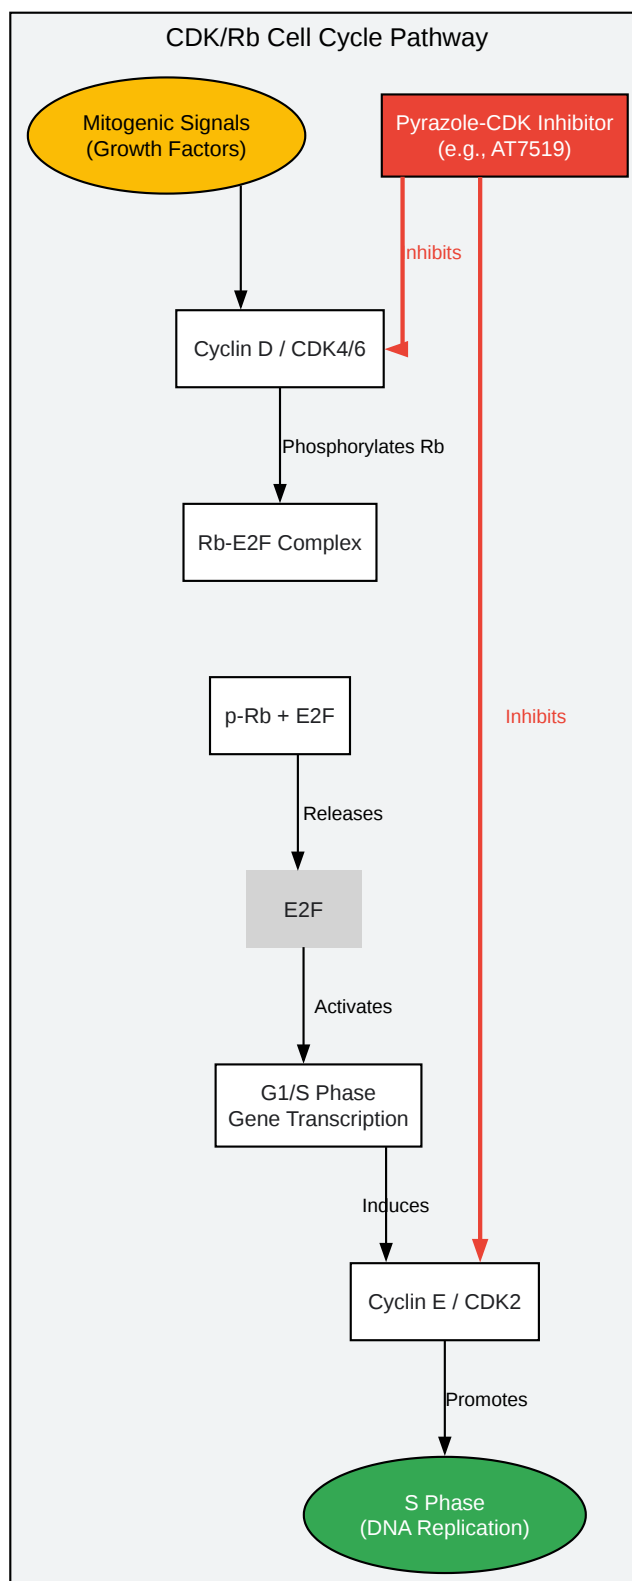 CDK/Rb Cell Cycle Pathway
Mitogenic Signals
(Growth Factors)
Pyrazole-CDK Inhibitor
(e.g., AT7519)
Inhibits
Cyclin D / CDK4/6
Phosphorylates Rb
Rb-E2F Complex
p-Rb + E2F
Inhibits
Releases
E2F
Activates
G1/S Phase
Gene Transcription
Induces
Cyclin E / CDK2
Promotes
S Phase
(DNA Replication)